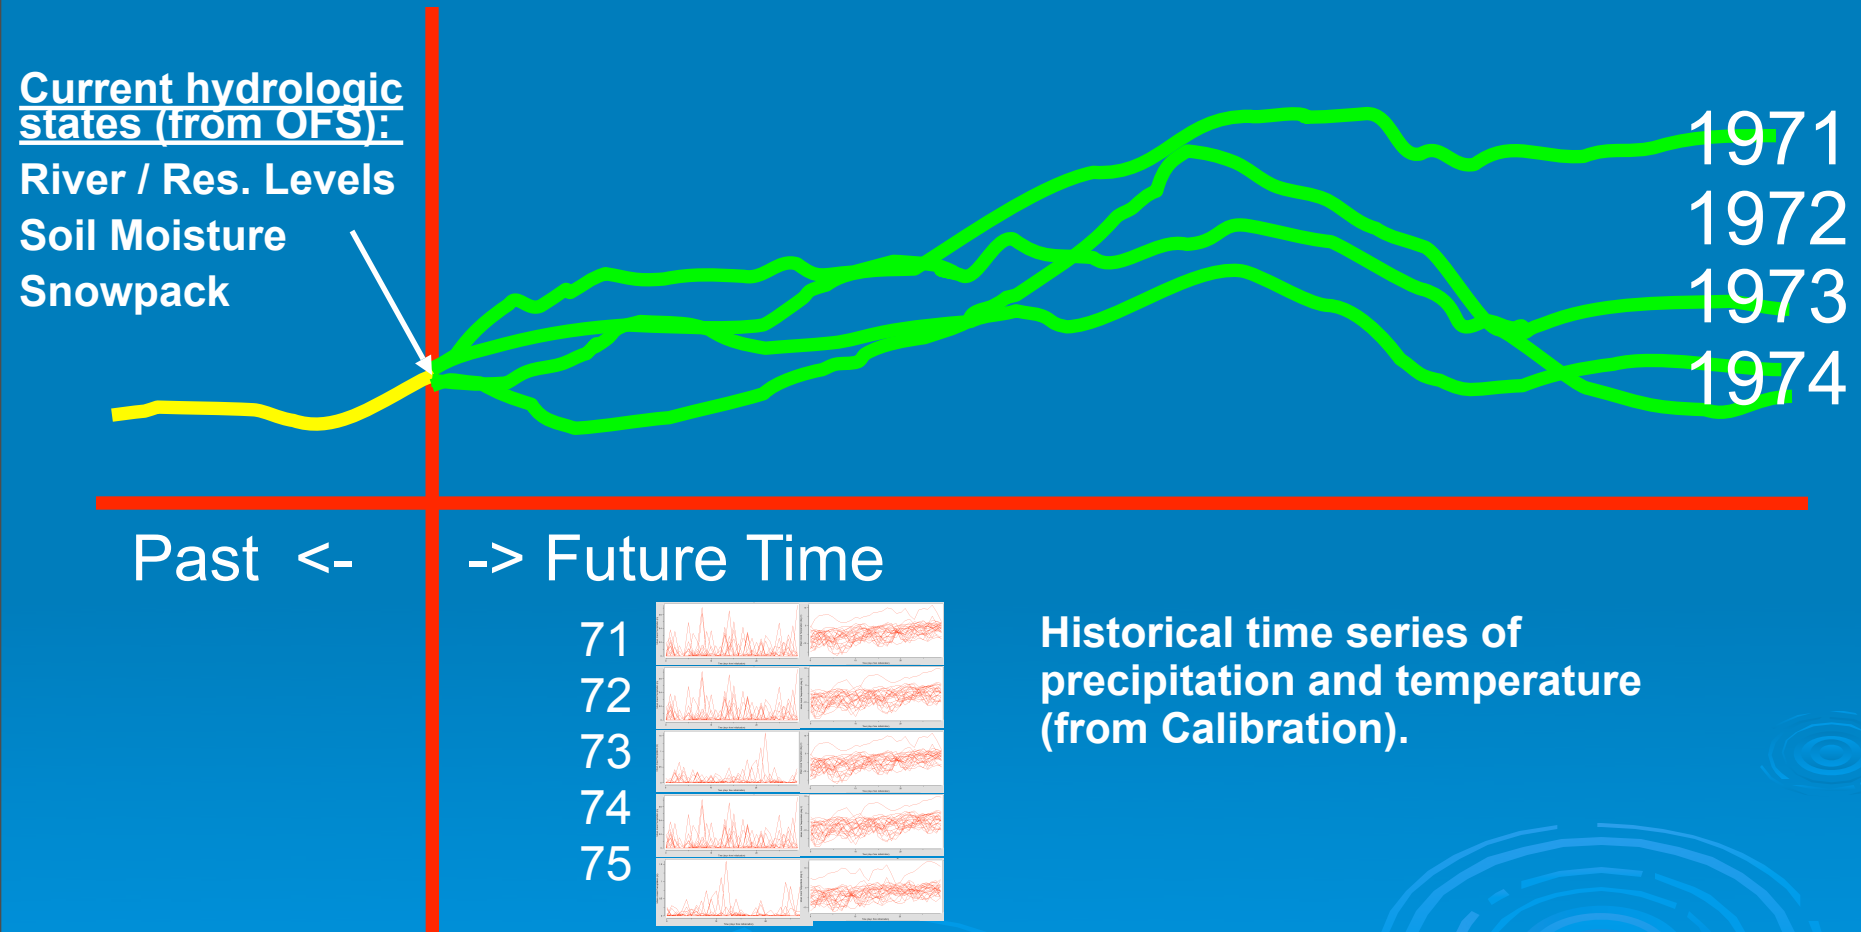 Current hydrologic
states (from OFS):
River / Res. Levels
Soil Moisture
Snowpack
1971
1972
1973
1974
Past <-
-> Future Time
71
72
73
74
75
Historical time series of
precipitation and temperature
(from Calibration).